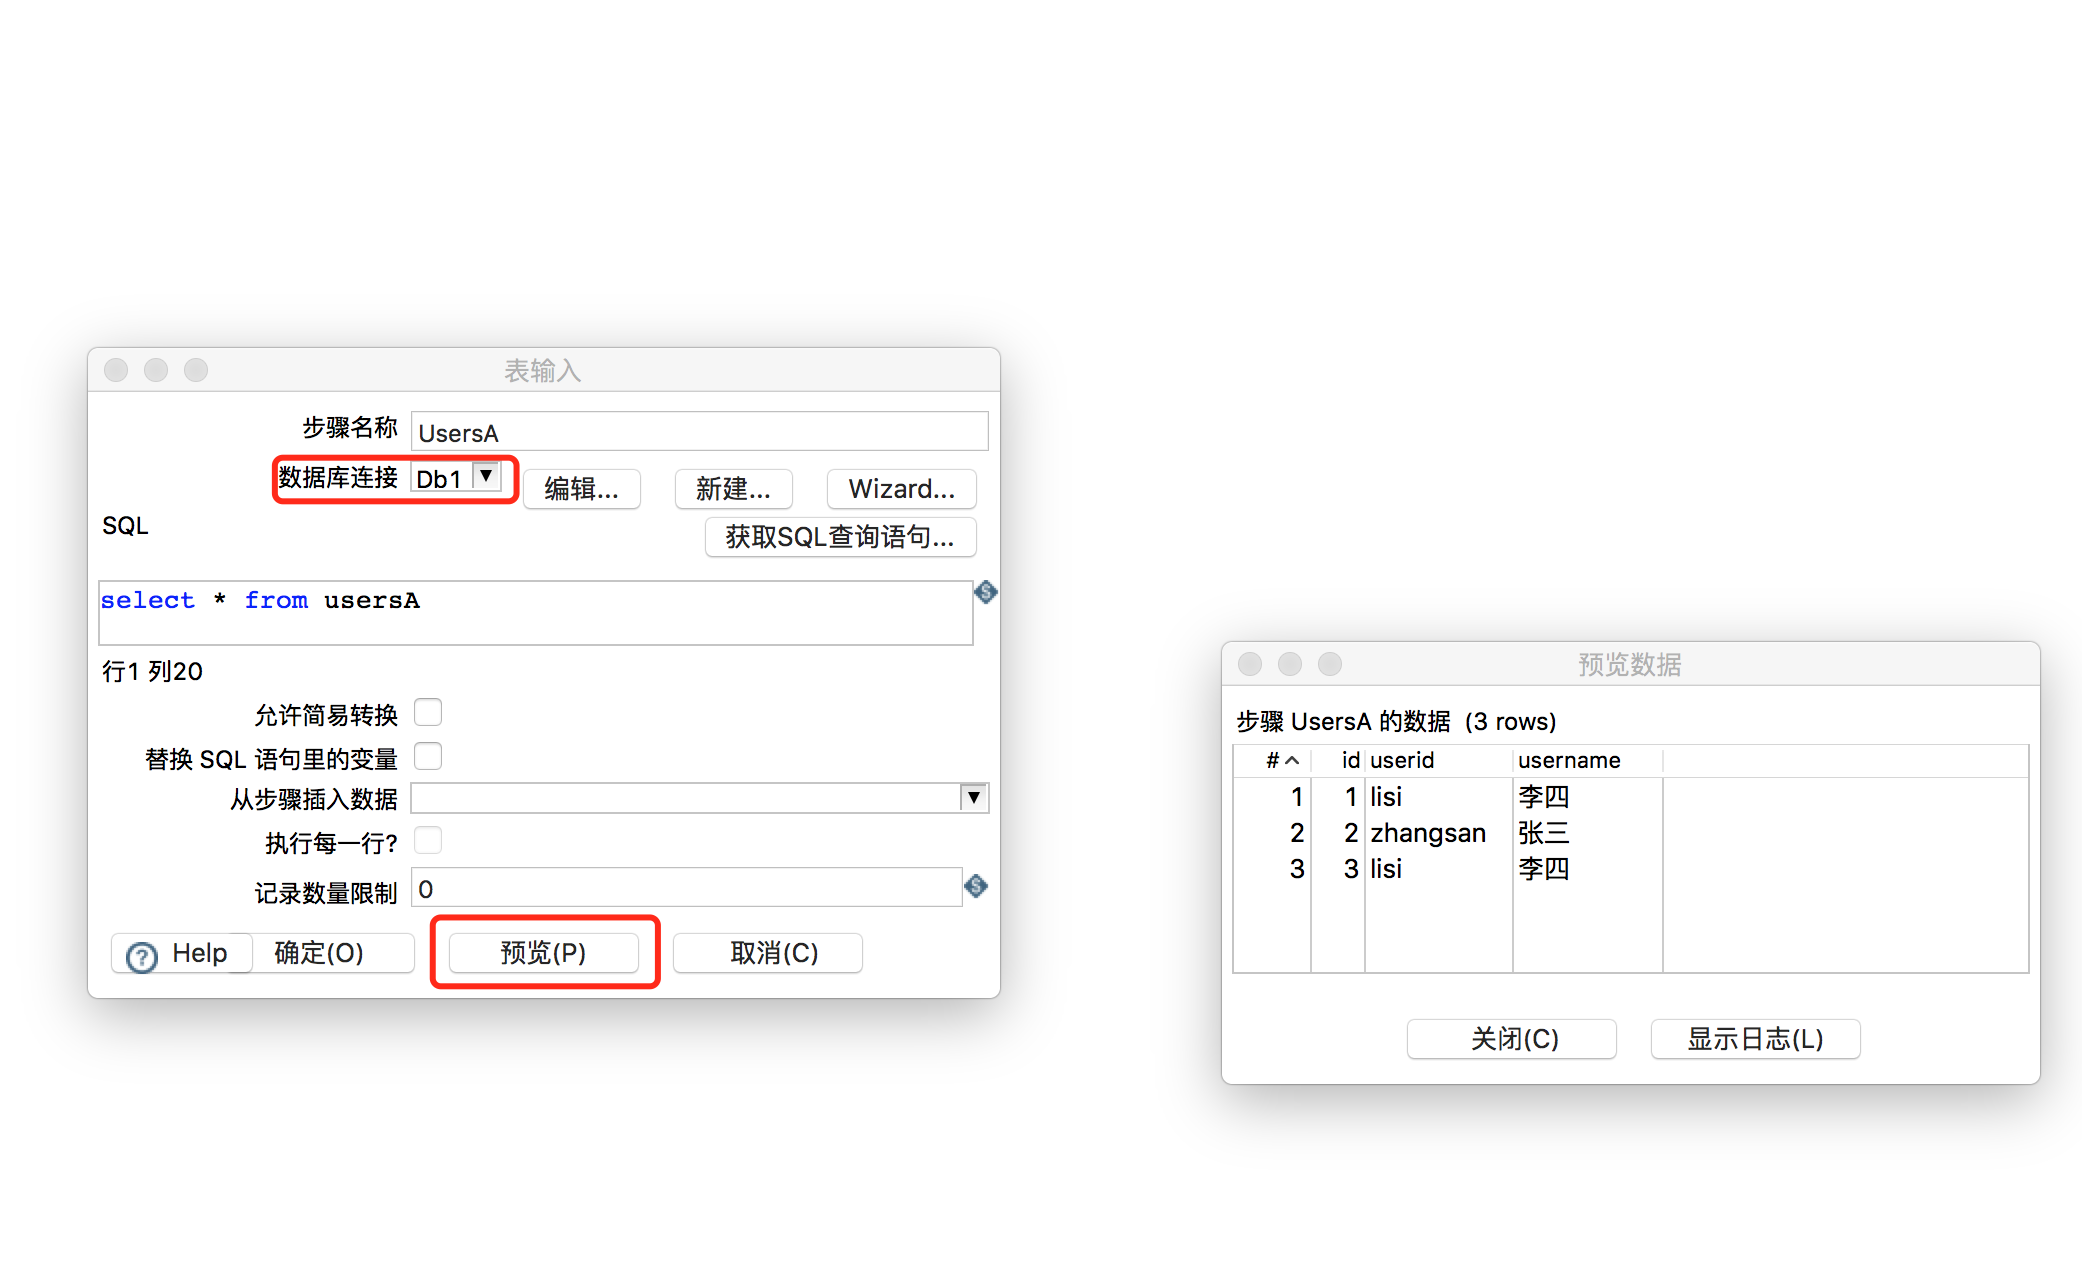 表输入
步骤名称 UsersA
数据库连接 Db1 编辑... 新建... Wizard...
SQL 获取SQL查询语句...
select * from usersA
行1 列20
允许简易转换
替换 SQL 语句里的变量
从步骤插入数据
执行每一行?
记录数量限制 0
Help 确定(O) 预览(P) 取消(C)
预览数据
步骤 UsersA 的数据 (3 rows)
# id userid username
1 1 lisi 李四
2 2 zhangsan 张三
3 3 lisi 李四
关闭(C) 显示日志(L)